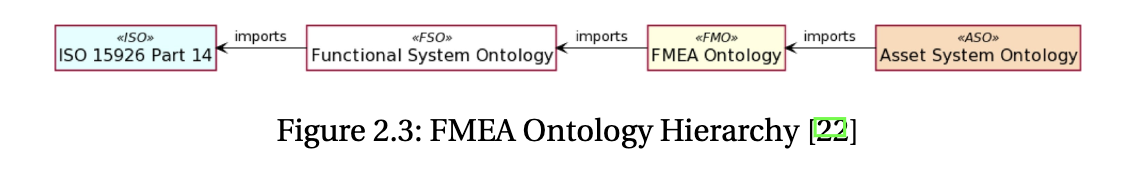 «ISO» imports «FSO» imports «FMO» imports «ASO»
ISO 15926 Part 14 Functional System Ontology FMEA Ontology Asset System Ontology
Figure 2.3: FMEA Ontology Hierarchy [22]